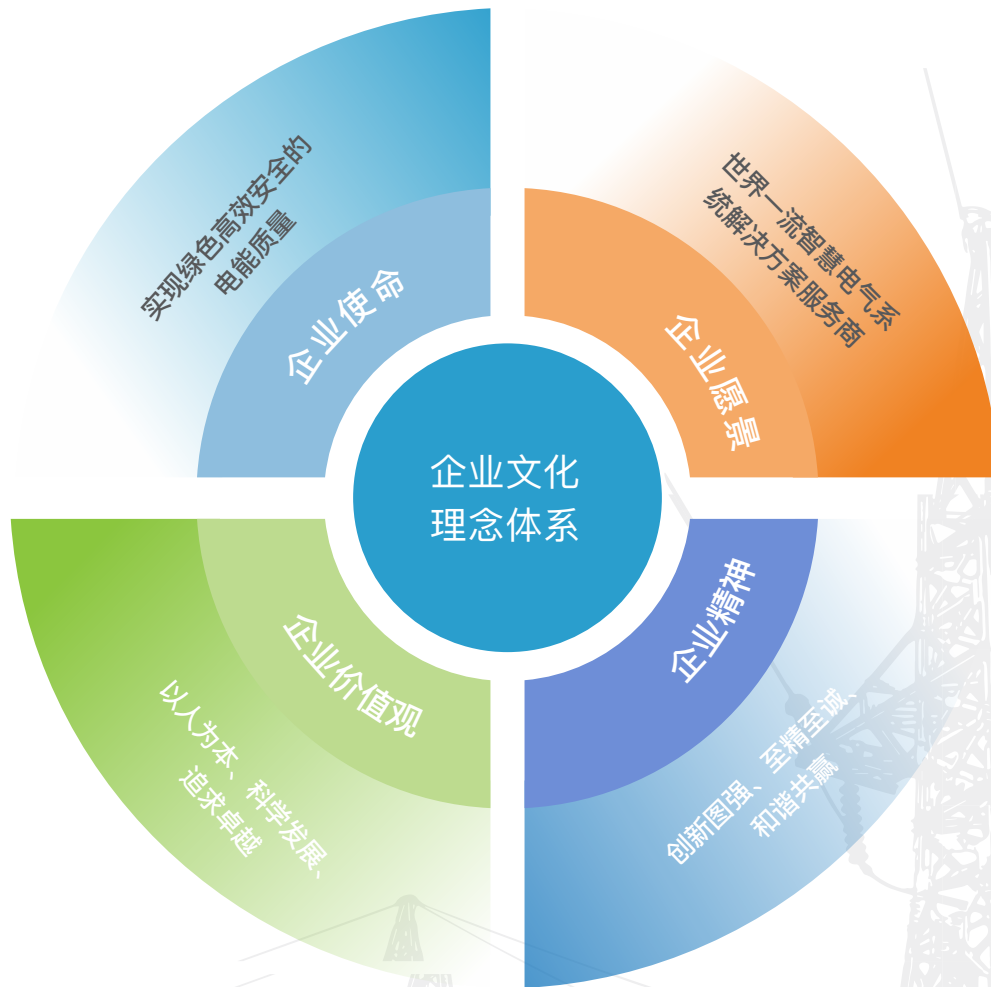 企业文化
理念体系
企业使命
实现绿色高效安全的
电能质量
企业愿景
世界一流智慧电气系
统解决方案服务商
企业价值观
以人为本、科学发展、
追求卓越
企业精神
创新图强、至精至诚、
和谐共赢